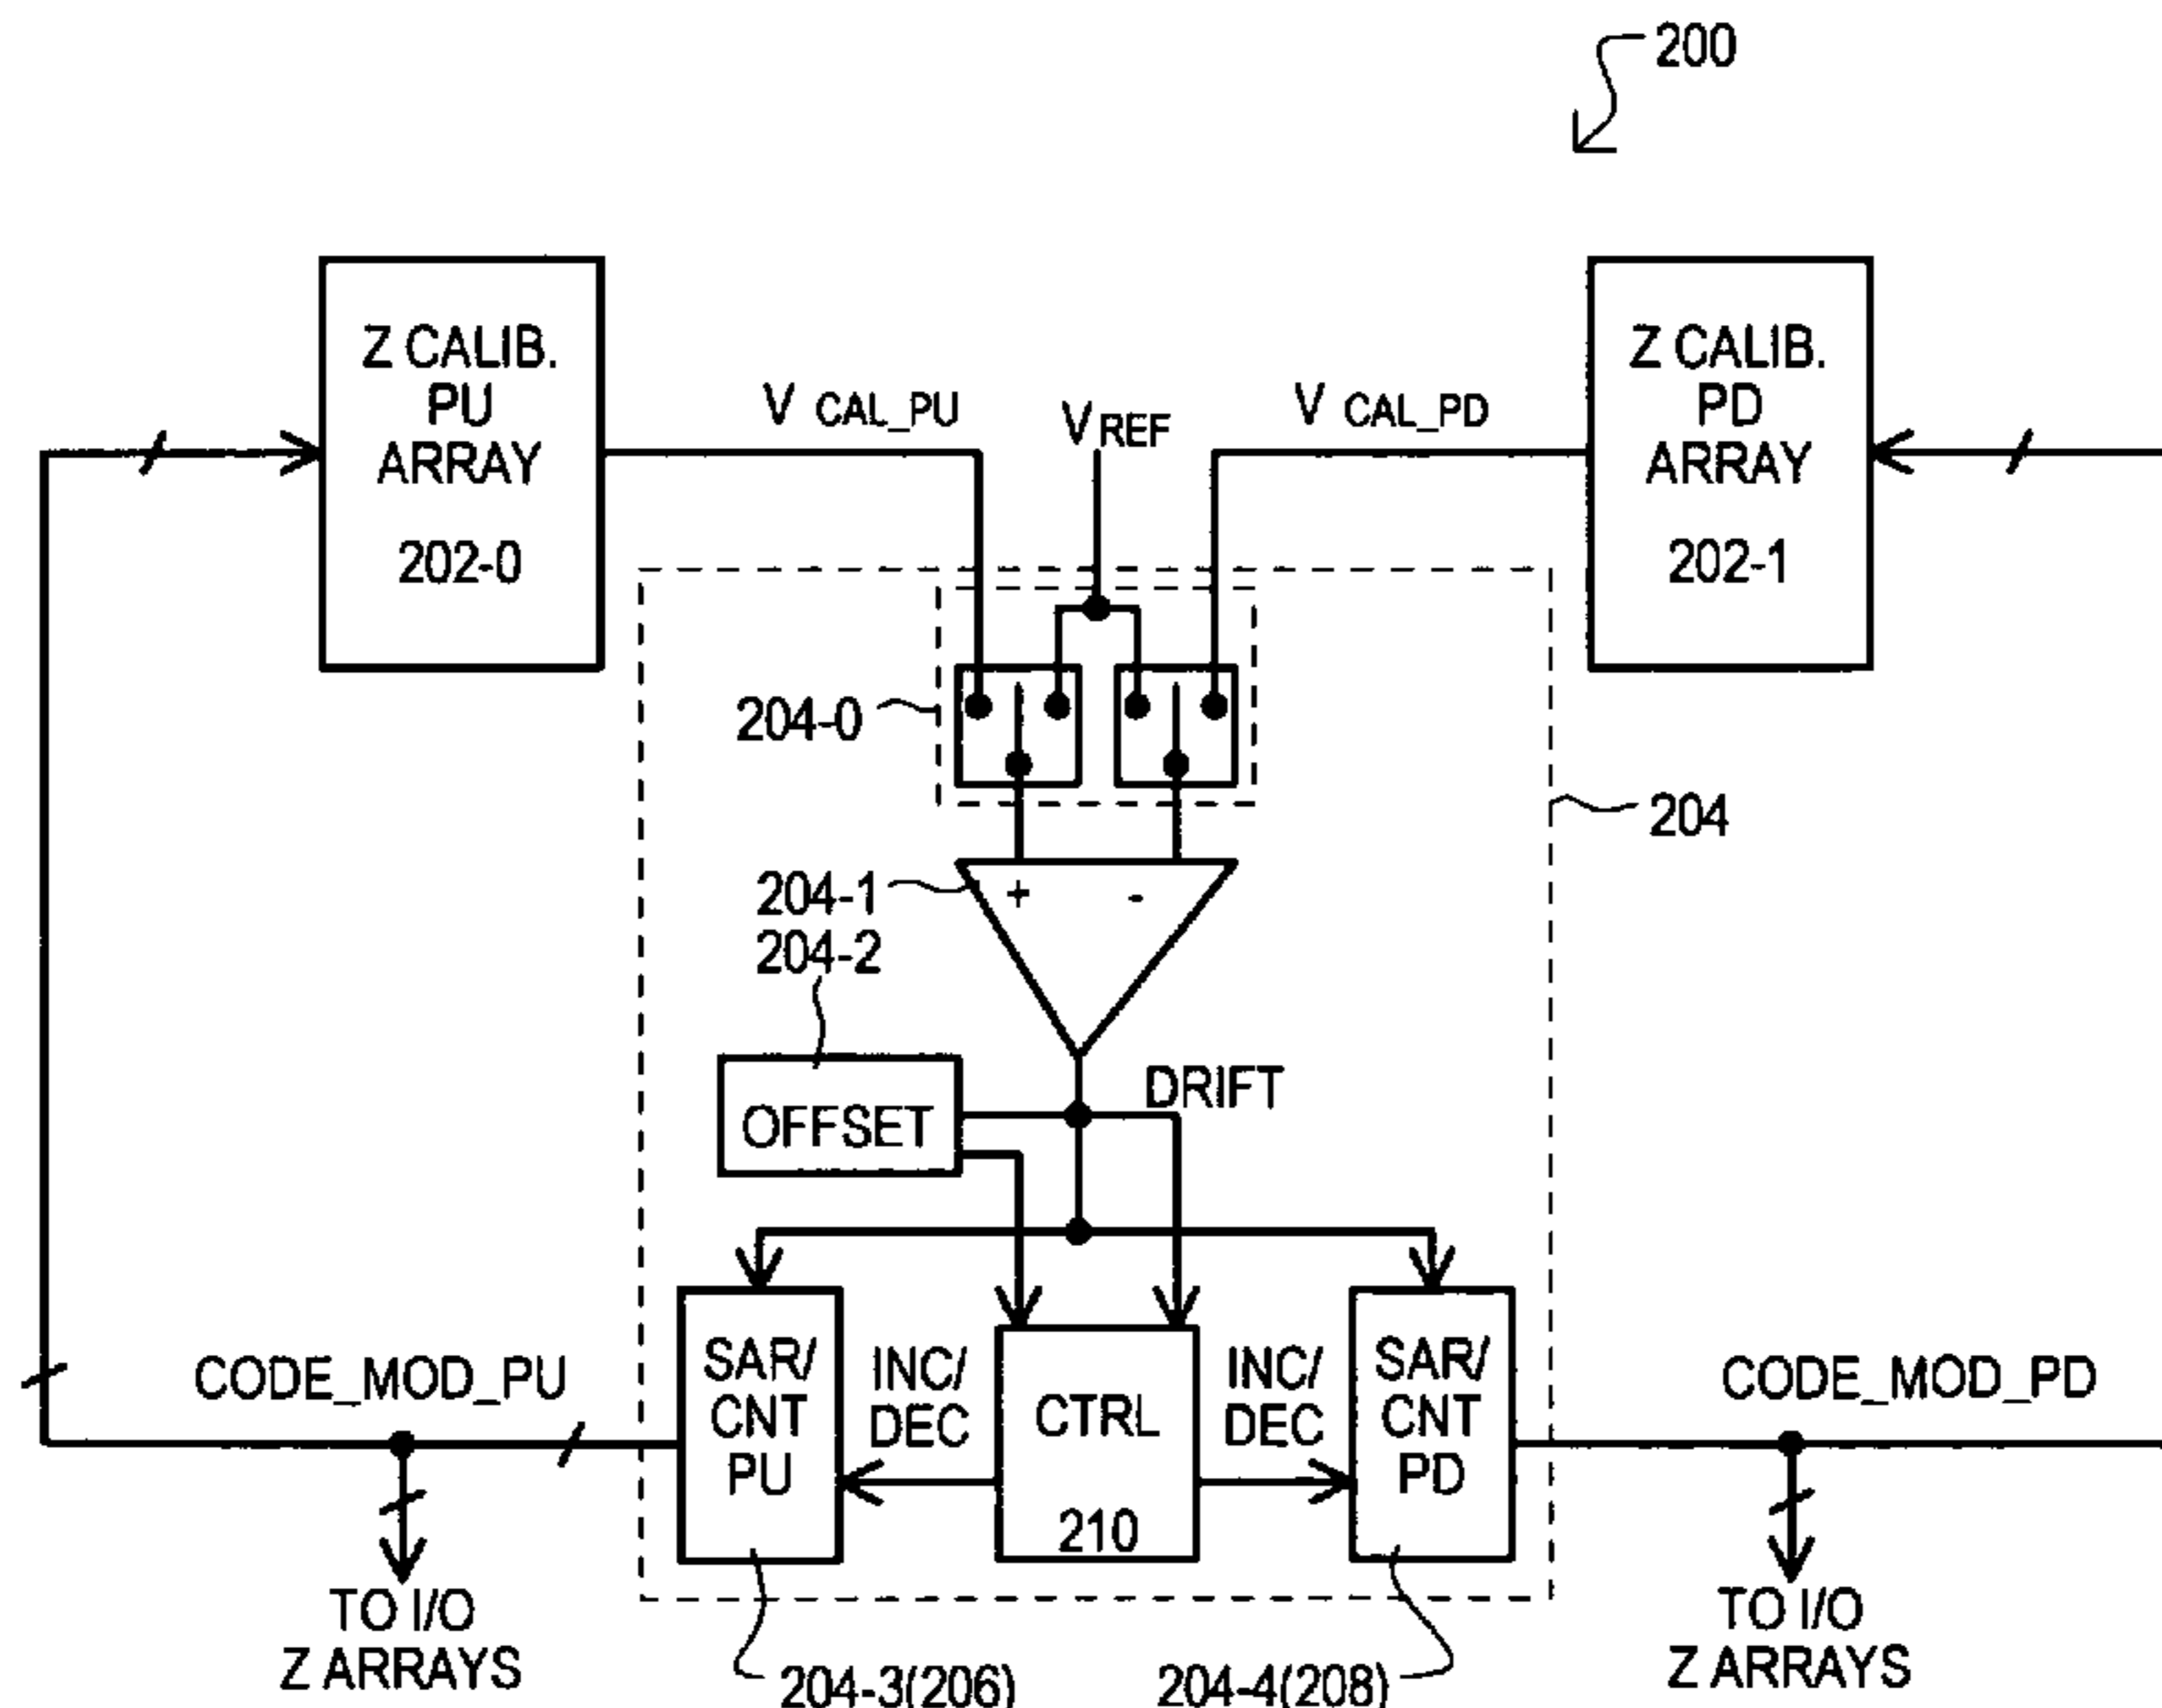 200
Z CALIB.
PU
ARRAY
202-0
V CAL_PU
VREF
V CAL_PD
Z CALIB.
PD
ARRAY
202-1
204-0
204
204-1
+ -
204-2
OFFSET
DRIFT
CODE_MOD_PU
SAR/
CNT
PU
INC/
DEC
CTRL
210
INC/
DEC
SAR/
CNT
PD
CODE_MOD_PD
TO I/O
Z ARRAYS
204-3(206)
204-4(208)
TO I/O
Z ARRAYS